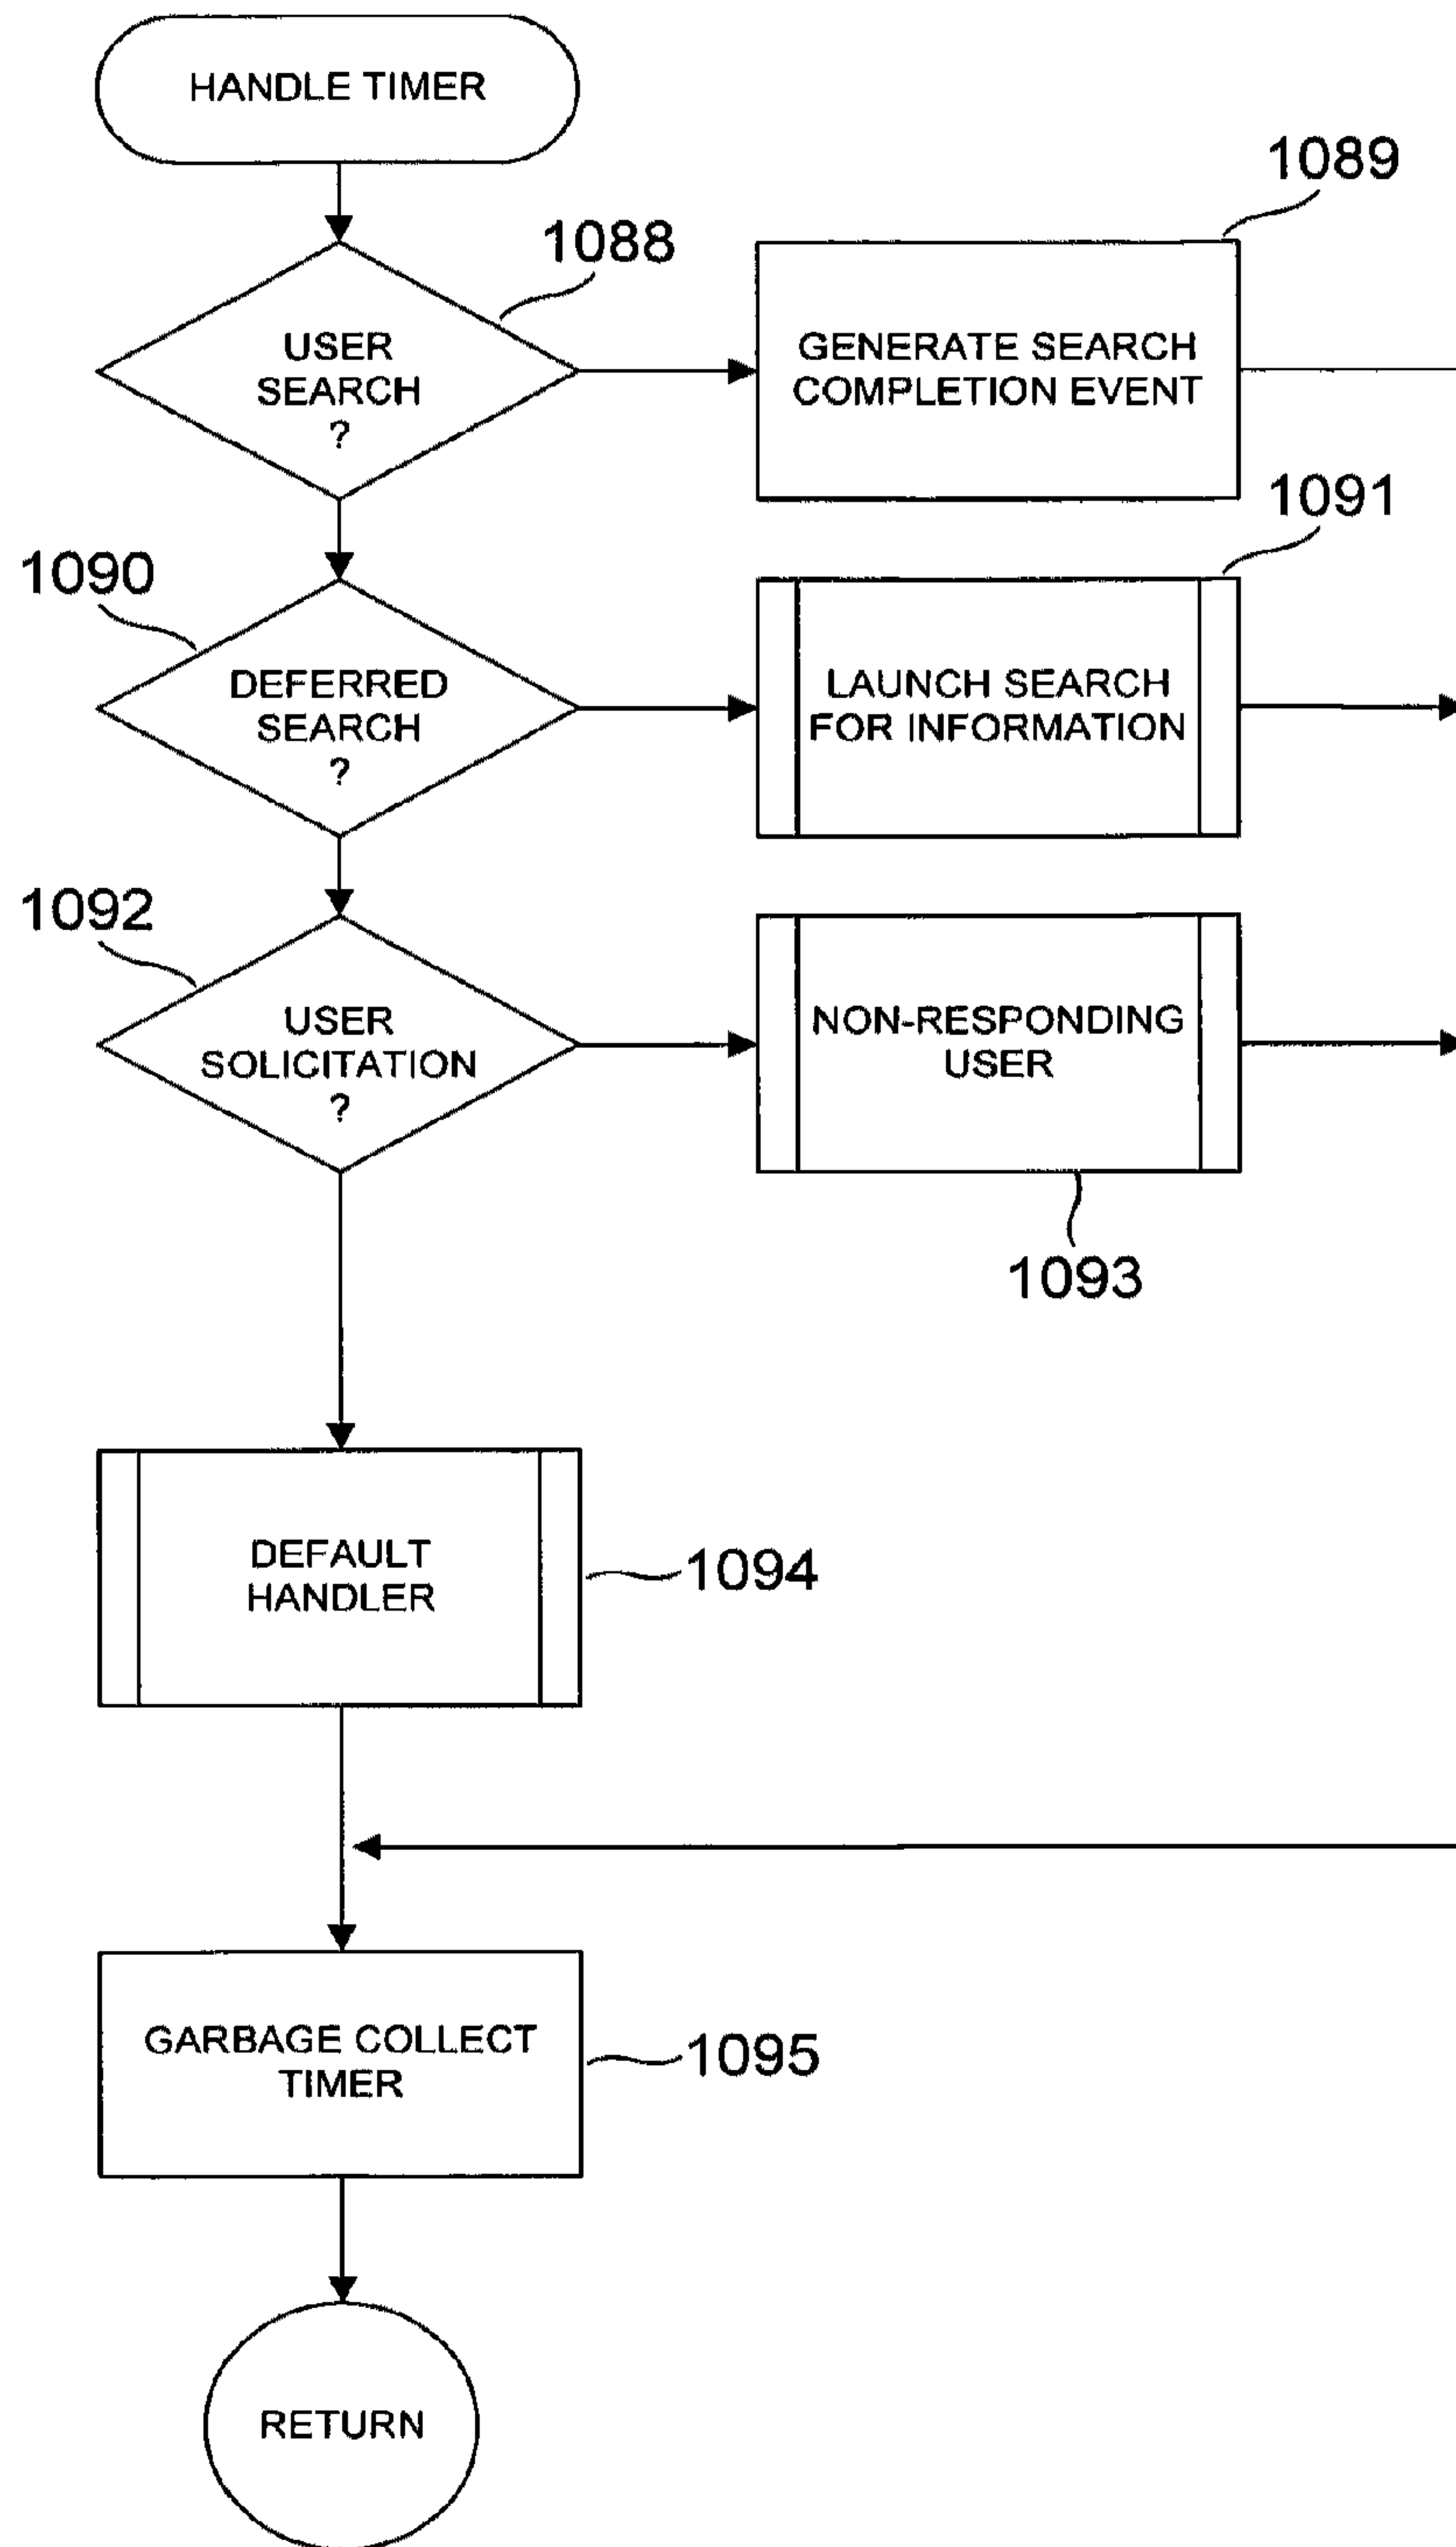 HANDLE TIMER
1088
USER
SEARCH
?
1089
GENERATE SEARCH
COMPLETION EVENT
1090
DEFERRED
SEARCH
?
1091
LAUNCH SEARCH
FOR INFORMATION
1092
USER
SOLICITATION
?
NON-RESPONDING
USER
1093
DEFAULT
HANDLER
1094
GARBAGE COLLECT
TIMER
1095
RETURN